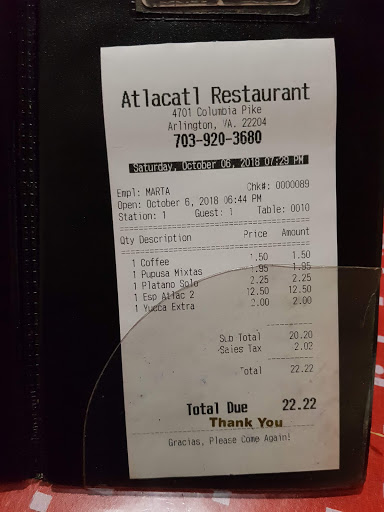 Atlacatl Restaurant
4701 Columbia Pike
Arlington, VA. 22204
703-920-3680
Saturday, October 06, 2018 07:29 PM
Empl: MARTA Chk#: 0000089
Open: October 6, 2018 06:44 PM
Station: 1 Guest: 1 Table: 0010
Qty Description Price Amount
1 Coffee 1.50 1.50
1 Pupusa Mixtas 1.95 1.95
1 Platano Solo 2.25 2.25
1 Esp Atlac 2 12.50 12.50
1 Yucca Extra 2.00 2.00
Sub Total 20.20
Sales Tax 2.02
Total 22.22
Total Due 22.22
Thank You
Gracias, Please Come Again!